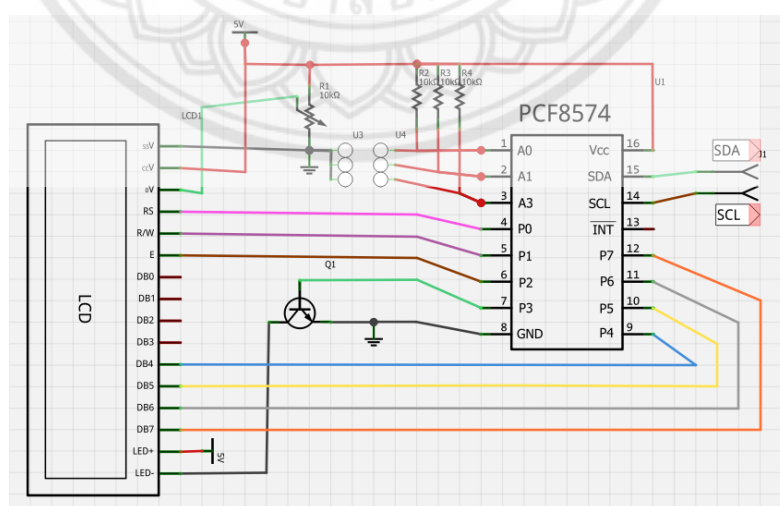 5V
R1
10kΩ
R2
10kΩ
R3
10kΩ
R4
10kΩ
U1
PCF8574
LCD1
U3
U4
ssV
ccV
oV
RS
R/W
E
DB0
DB1
DB2
DB3
DB4
DB5
DB6
DB7
LED+
LED-
LCD
5V
Q1
1 A0
2 A1
3 A3
4 P0
5 P1
6 P2
7 P3
8 GND
Vcc 16
SDA 15
SCL 14
INT 13
P7 12
P6 11
P5 10
P4 9
SDA
J1
SCL